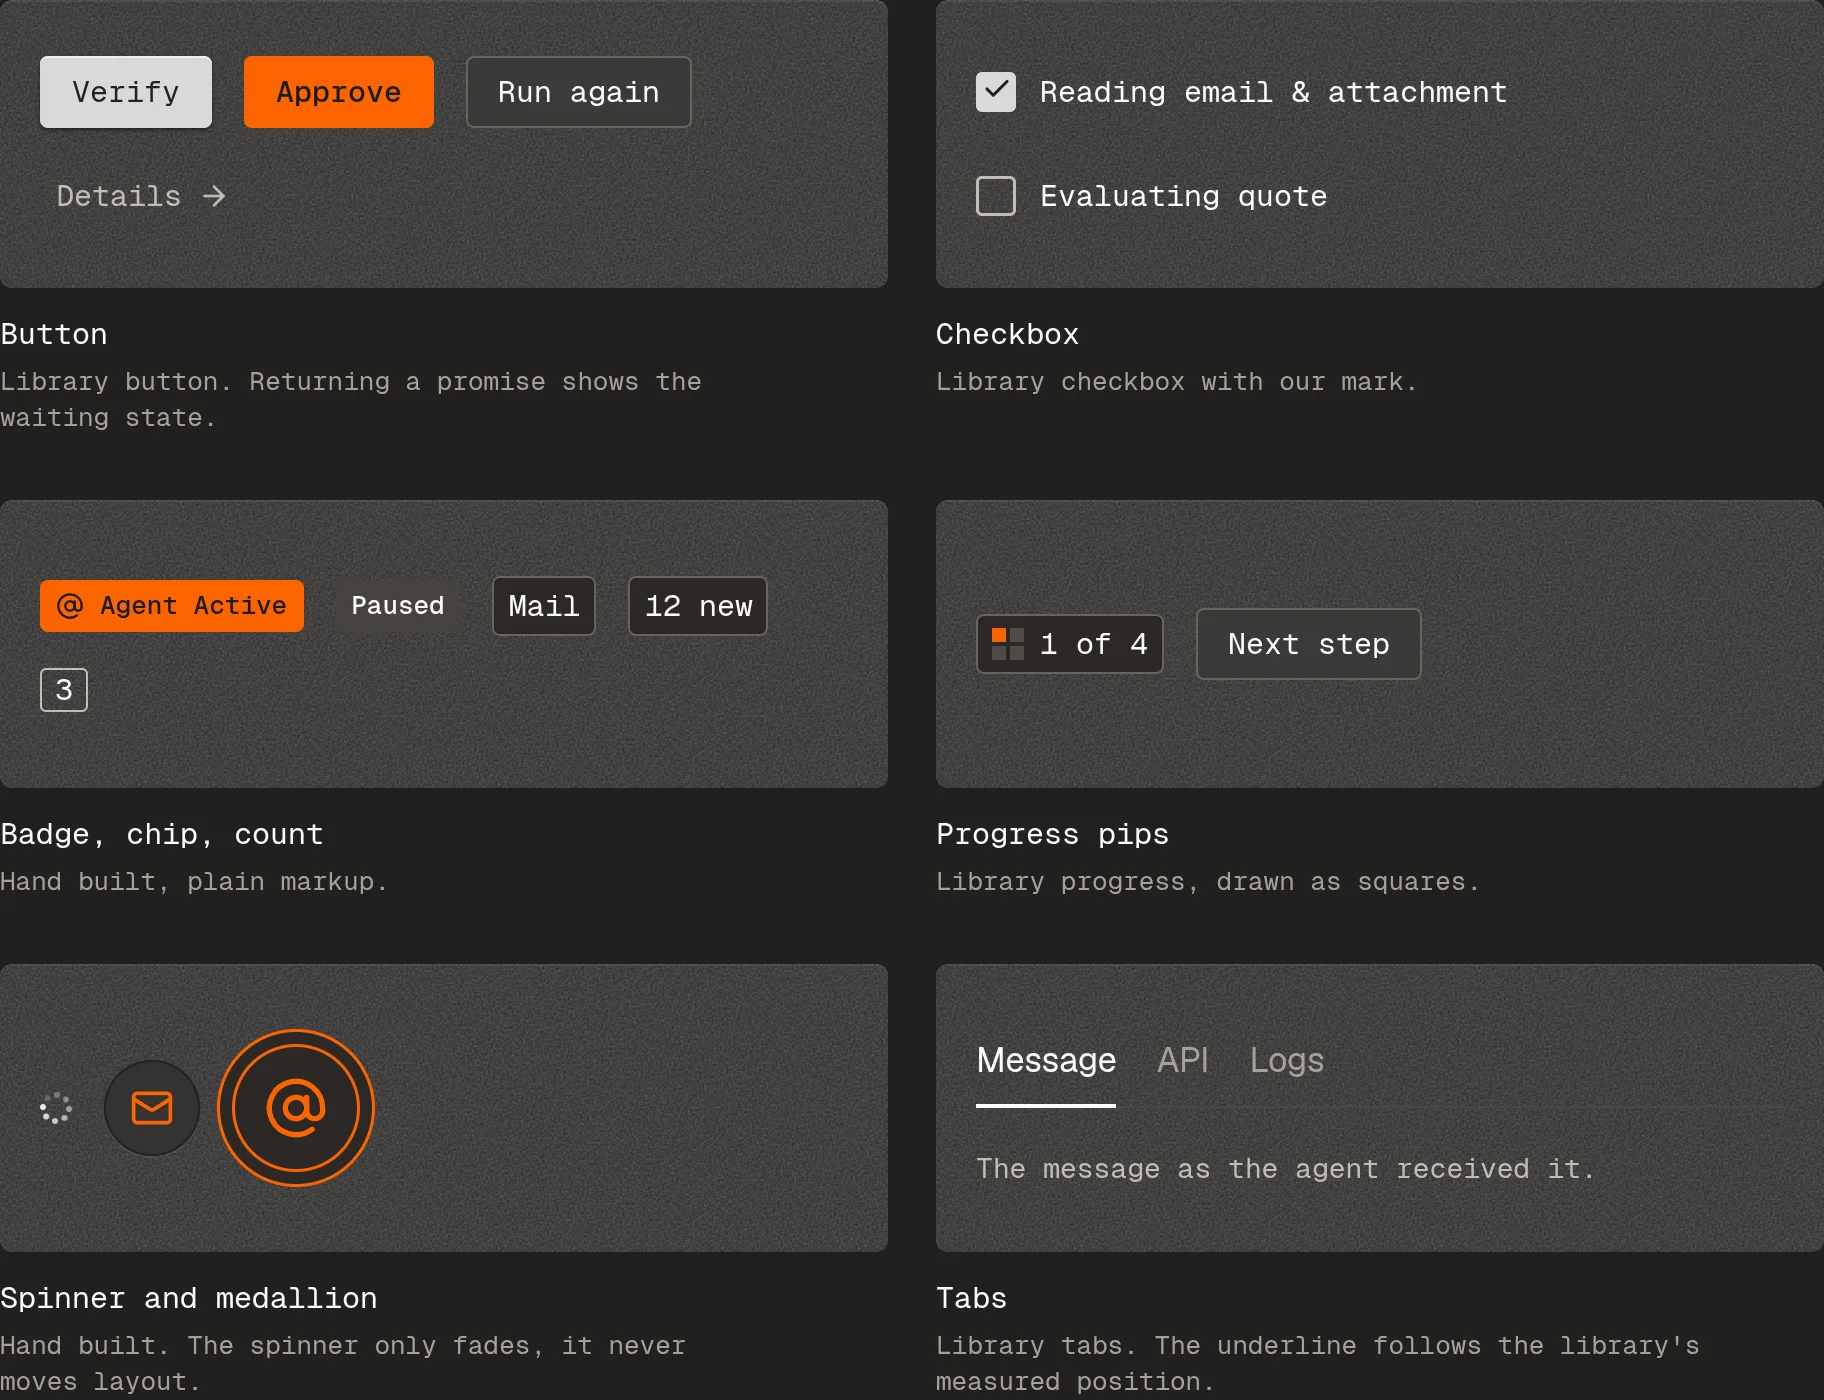 Verify
Approve
Run again
Details →
Button
Library button. Returning a promise shows the
waiting state.
Reading email & attachment
Evaluating quote
Checkbox
Library checkbox with our mark.
@ Agent Active
Paused
Mail
12 new
3
Badge, chip, count
Hand built, plain markup.
1 of 4
Next step
Progress pips
Library progress, drawn as squares.
@
Spinner and medallion
Hand built. The spinner only fades, it never
moves layout.
Message
API
Logs
The message as the agent received it.
Tabs
Library tabs. The underline follows the library's
measured position.